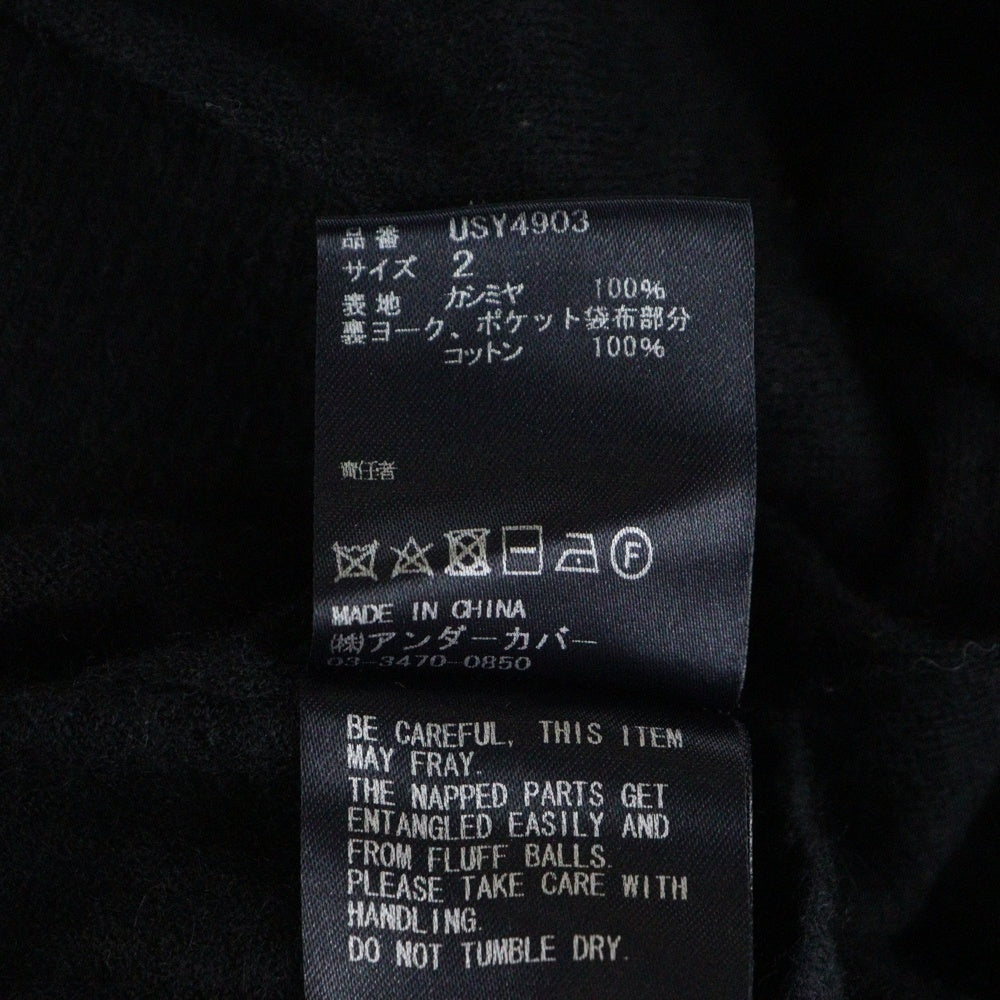 品番 USY4903
サイズ 2
表地 カシミヤ 100%
裏ヨーク、ポケット袋布部分
コットン 100%
責任者
F
MADE IN CHINA
(株)アンダーカバー
03-3470-0850
BE CAREFUL, THIS ITEM
MAY FRAY.
THE NAPPED PARTS GET
ENTANGLED EASILY AND
FROM FLUFF BALLS.
PLEASE TAKE CARE WITH
HANDLING.
DO NOT TUMBLE DRY.